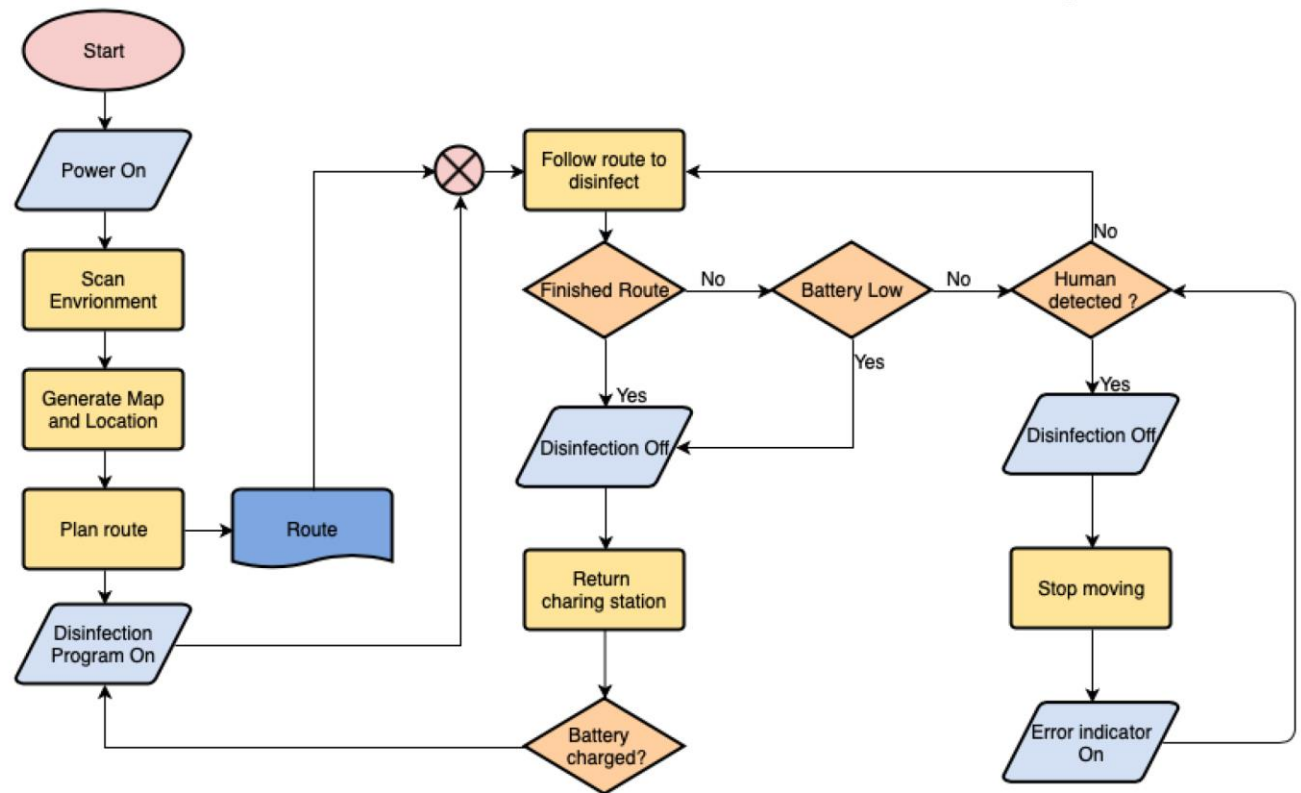 Start
Power On
Scan
Envrionment
Generate Map
and Location
Plan route
Route
Disinfection
Program On
Follow route to
disinfect
Finished Route
No
Battery Low
No
Human
detected ?
No
Yes
Yes
Yes
Disinfection Off
Disinfection Off
Return
charing station
Stop moving
Battery
charged?
Error indicator
On